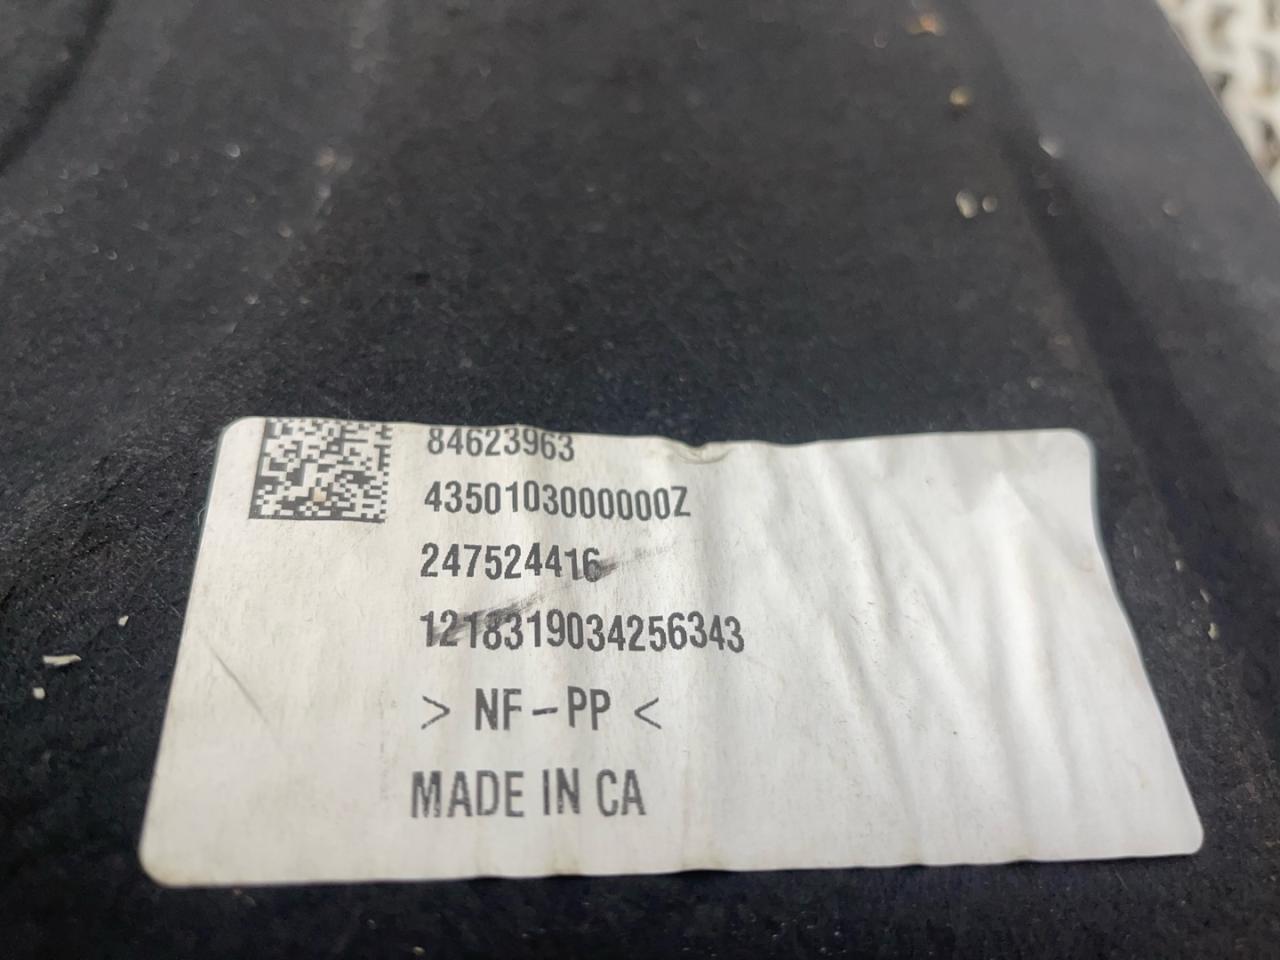 84623963
4350103000000Z
247524416
1218319034256343
> NF-PP <
MADE IN CA